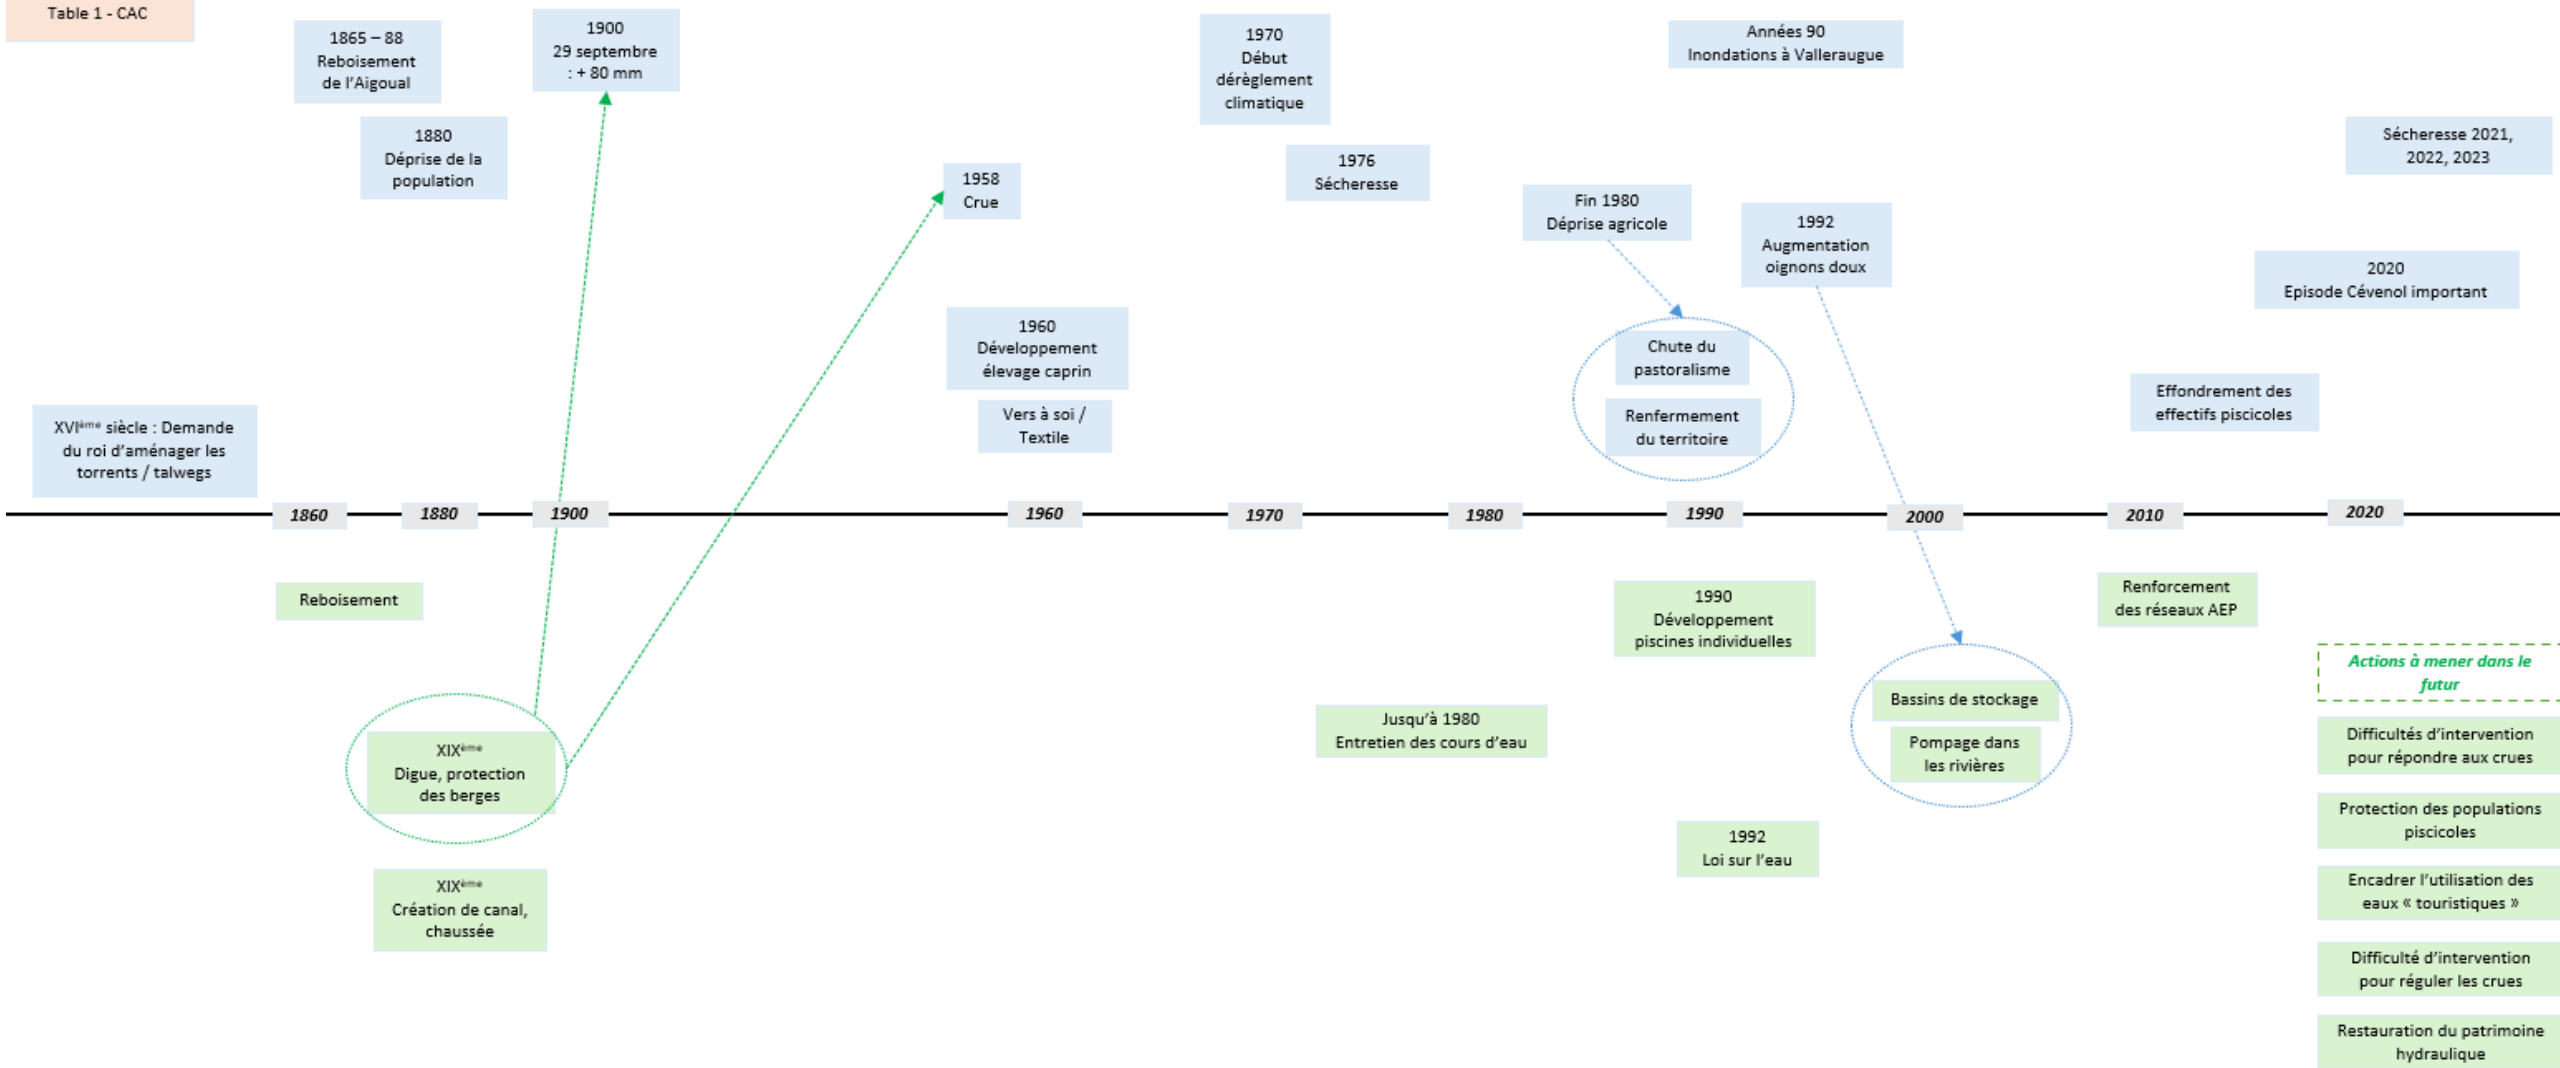 Table 1 - CAC
1865 – 88
Reboisement
de l'Aigoual
1880
Déprise de la
population
1900
29 septembre
: + 80 mm
1958
Crue
1960
Développement
élevage caprin
Vers à soi /
Textile
XVIème siècle : Demande
du roi d'aménager les
torrents / talwegs
1970
Début
dérèglement
climatique
1976
Sécheresse
Années 90
Inondations à Valleraugue
Fin 1980
Déprise agricole
1992
Augmentation
oignons doux
Chute du
pastoralisme
Renfermement
du territoire
Sécheresse 2021,
2022, 2023
2020
Episode Cévenol important
Effondrement des
effectifs piscicoles
1860
1880
1900
1960
1970
1980
1990
2000
2010
2020
Reboisement
XIXème
Digue, protection
des berges
XIXème
Création de canal,
chaussée
Jusqu'à 1980
Entretien des cours d'eau
1990
Développement
piscines individuelles
1992
Loi sur l'eau
Bassins de stockage
Pompage dans
les rivières
Renforcement
des réseaux AEP
Actions à mener dans le
futur
Difficultés d'intervention
pour répondre aux crues
Protection des populations
piscicoles
Encadrer l'utilisation des
eaux « touristiques »
Difficulté d'intervention
pour réguler les crues
Restauration du patrimoine
hydraulique